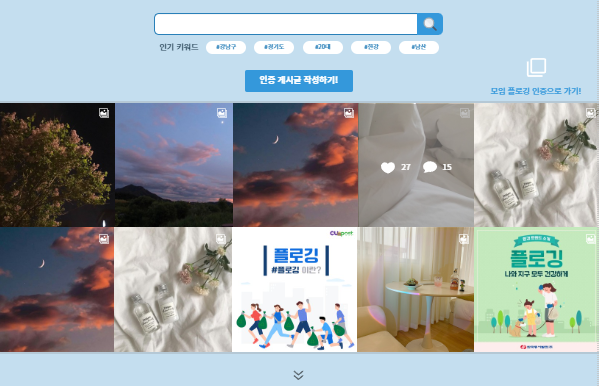 인기 키워드 #강남구 #경기도 #20대 #한강 #남산
인증 게시글 작성하기!
모임 플로깅 인증으로 가기!
27 15
플로깅
#플로깅 이란?
플로깅
나와 지구 모두 건강하게